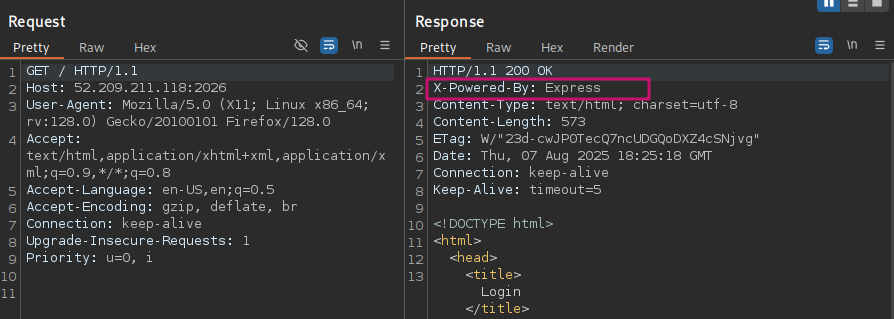 Request
Pretty Raw Hex \n
1 GET / HTTP/1.1
2 Host: 52.209.211.118:2026
3 User-Agent: Mozilla/5.0 (X11; Linux x86_64;
rv:128.0) Gecko/20100101 Firefox/128.0
4 Accept:
text/html,application/xhtml+xml,application/x
ml;q=0.9,*/*;q=0.8
5 Accept-Language: en-US,en;q=0.5
6 Accept-Encoding: gzip, deflate, br
7 Connection: keep-alive
8 Upgrade-Insecure-Requests: 1
9 Priority: u=0, i
10
11
Response
Pretty Raw Hex Render \n
1 HTTP/1.1 200 OK
2 X-Powered-By: Express
3 Content-Type: text/html; charset=utf-8
4 Content-Length: 573
5 ETag: W/"23d-cwJP0TecQ7ncUDGQoDXZ4cSNjvg"
6 Date: Thu, 07 Aug 2025 18:25:18 GMT
7 Connection: keep-alive
8 Keep-Alive: timeout=5
9
10 <!DOCTYPE html>
11 <html>
12 <head>
13 <title>
Login
</title>